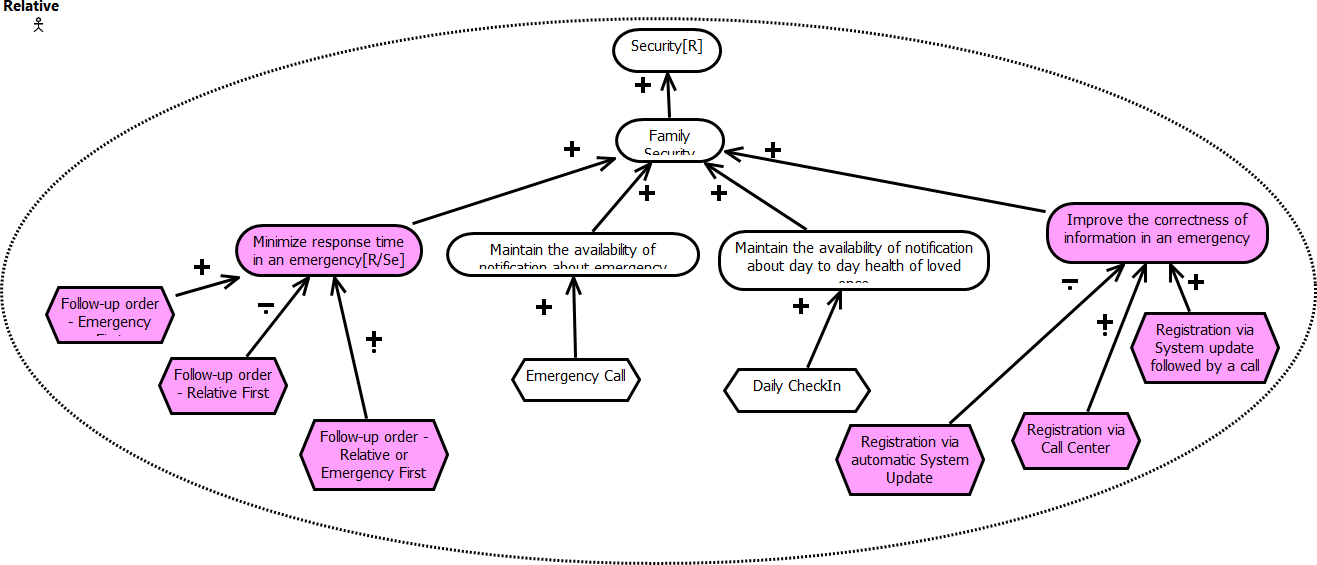 Relative
Security[R]
+
Family
Security
+
+
+
+
Minimize response time
in an emergency[R/Se]
Maintain the availability of
notification about emergency
Maintain the availability of notification
about day to day health of loved
once
Improve the correctness of
information in an emergency
+
Follow-up order
- Emergency
First
-.
Follow-up order
- Relative First
+.
Follow-up order -
Relative or
Emergency First
+
Emergency Call
+
Daily CheckIn
-.
Registration via
automatic System
Update
+.
Registration via
Call Center
+
Registration via
System update
followed by a call